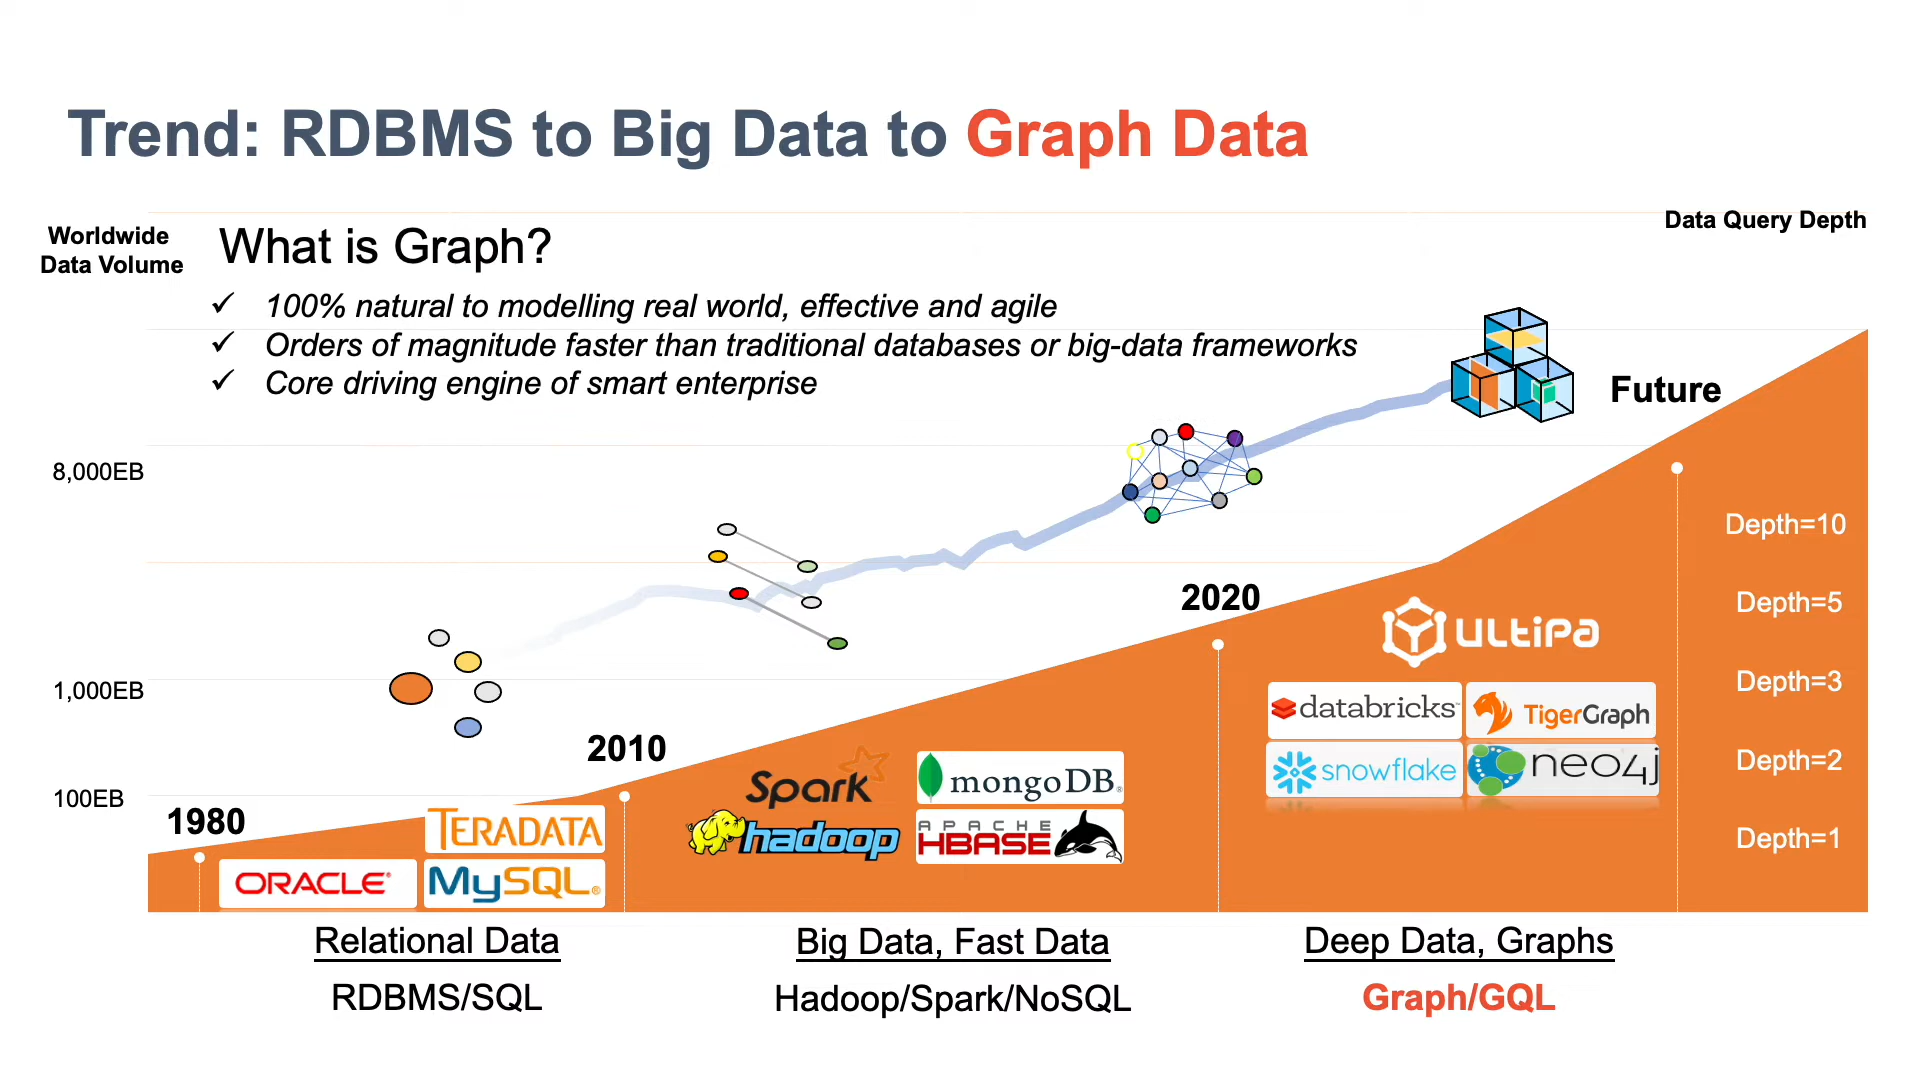 Trend: RDBMS to Big Data to Graph Data
Worldwide
Data Volume
Data Query Depth
What is Graph?
✓ 100% natural to modelling real world, effective and agile
✓ Orders of magnitude faster than traditional databases or big-data frameworks
✓ Core driving engine of smart enterprise
Future
8,000EB
1,000EB
100EB
1980
2010
2020
Depth=10
Depth=5
Depth=3
Depth=2
Depth=1
TERADATA
ORACLE®
MySQL®
Spark
hadoop
mongoDB®
APACHE
HBASE
ULTIPA
databricks™
TigerGraph
snowflake
neo4j
Relational Data
RDBMS/SQL
Big Data, Fast Data
Hadoop/Spark/NoSQL
Deep Data, Graphs
Graph/GQL